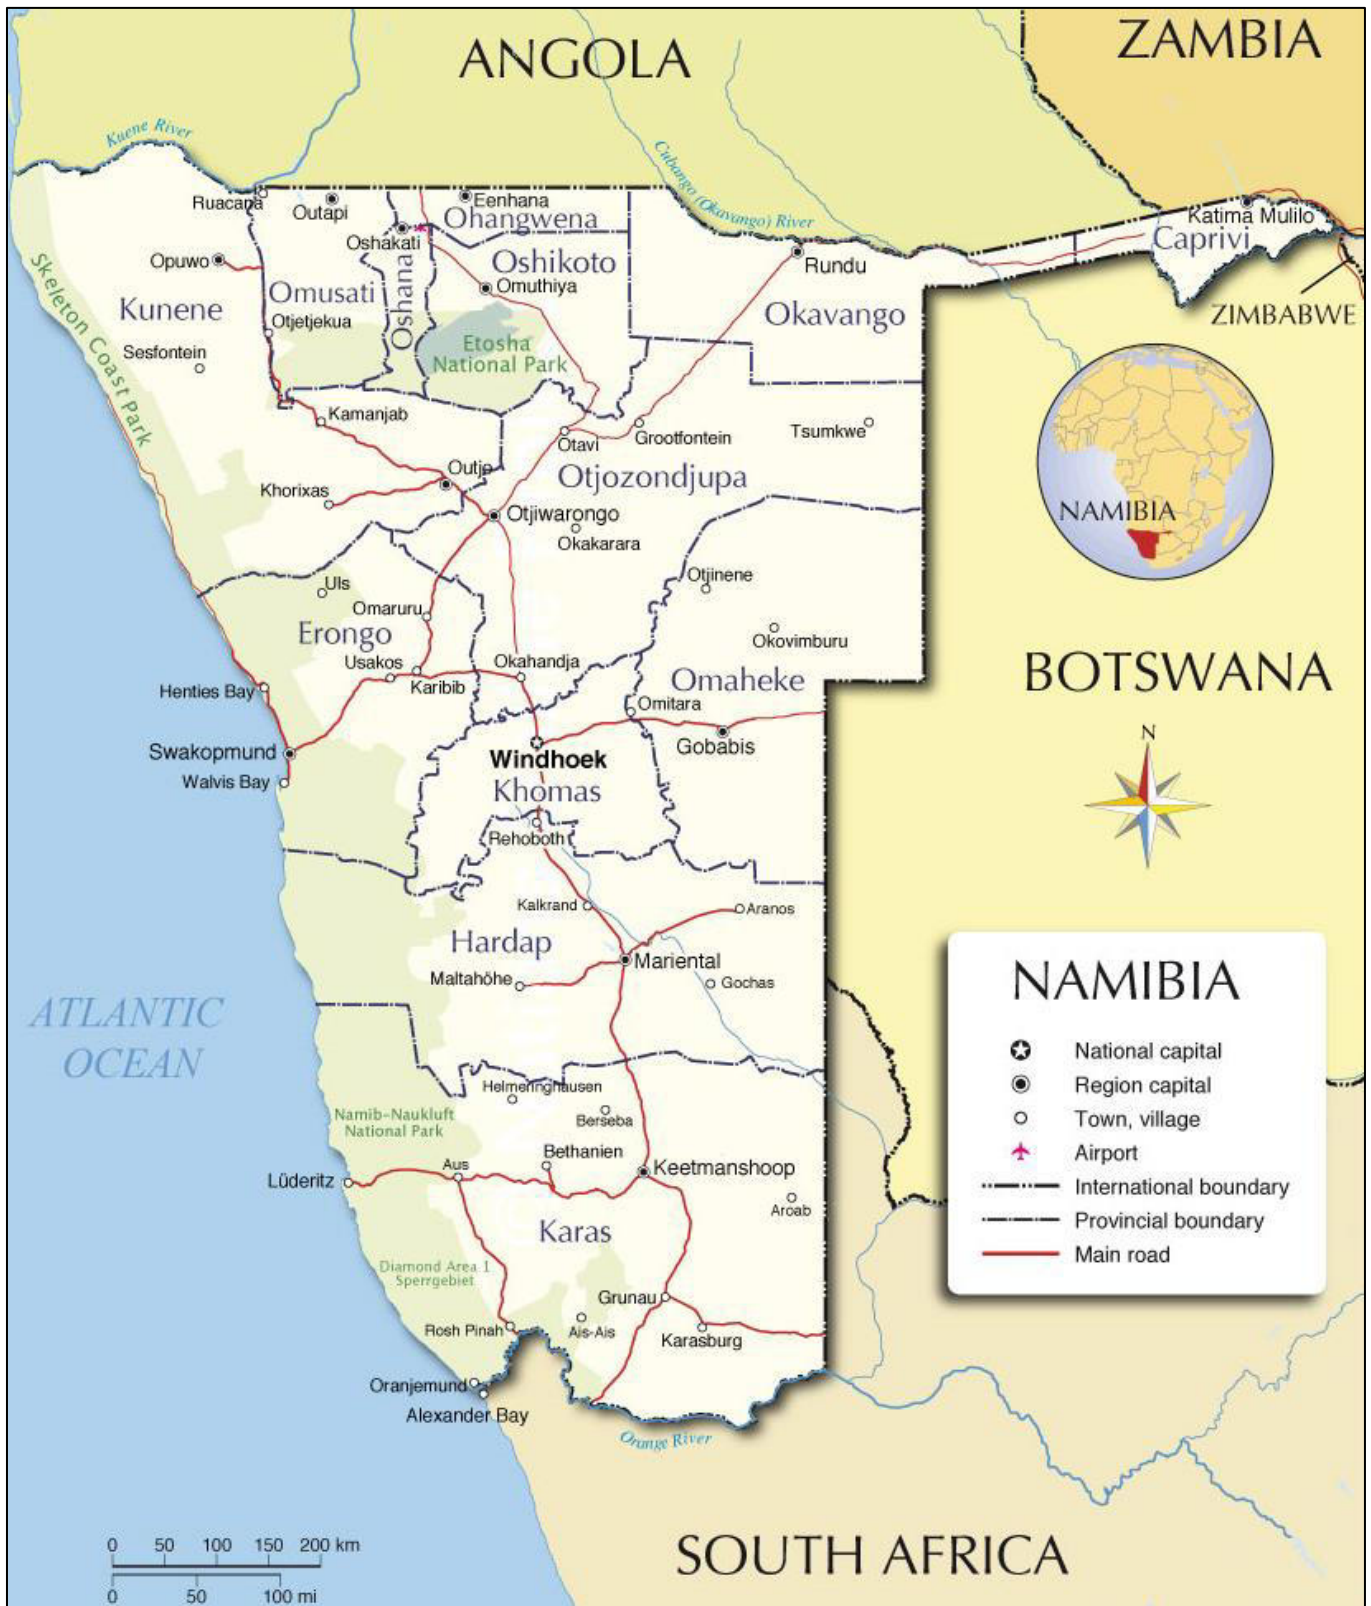 ANGOLA
ZAMBIA
Kuene River
Cubango (Okavango) River
Ruacana
Outapi
Eenhana
Ohangwena
Katima Mulilo
Caprivi
Oshakati
Opuwo
Oshikoto
Rundu
Omuthiya
Omusati
Oshana
Kunene
Okavango
ZIMBABWE
Otjetjekua
Skeleton Coast Park
Sesfontein
Etosha
National Park
Kamanjab
Otavi
Grootfontein
Tsumkwe
Outjo
Otjozondjupa
Khorixas
Otjiwarongo
Okakarara
NAMIBIA
Uls
Otjinene
Omaruru
Erongo
Okovimburu
Usakos
Karibib
Okahandja
Omaheke
BOTSWANA
Henties Bay
Omitara
Swakopmund
Gobabis
N
Windhoek
Walvis Bay
Khomas
Rehoboth
Kalkrand
Aranos
Hardap
Mariental
Maltahöhe
Gochas
ATLANTIC
OCEAN
NAMIBIA
National capital
Region capital
Town, village
Airport
International boundary
Provincial boundary
Main road
Helmeringhausen
Namib-Naukluft
National Park
Berseba
Bethanien
Aus
Keetmanshoop
Lüderitz
Aroab
Karas
Diamond Area 1
Sperrgebiet
Grunau
Rosh Pinah
Ais-Ais
Karasburg
Oranjemund
Alexander Bay
Orange River
SOUTH AFRICA
0 50 100 150 200 km
0 50 100 mi